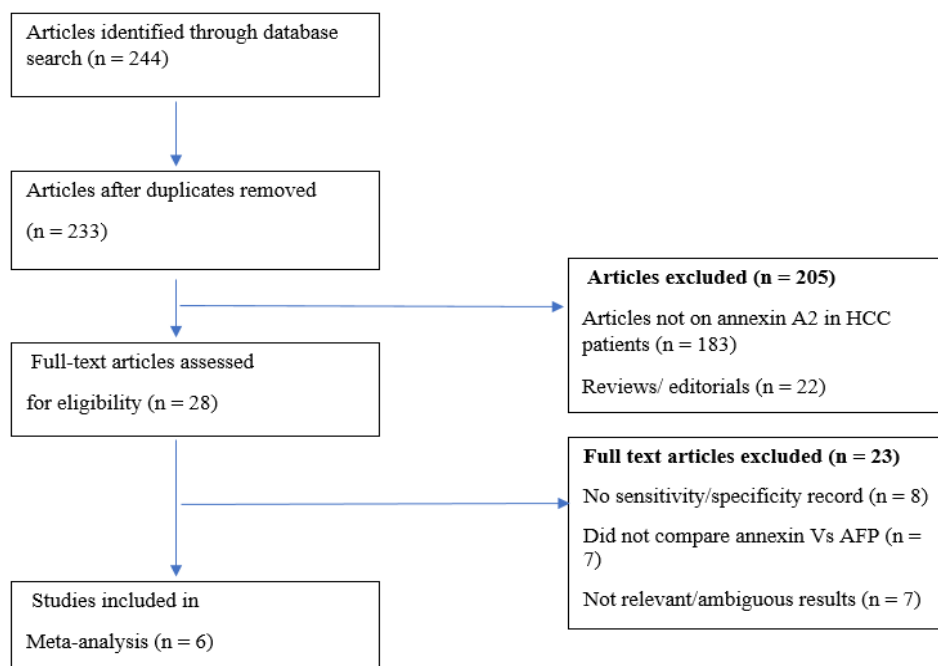 Articles identified through database
search (n = 244)
Articles after duplicates removed
(n = 233)
Articles excluded (n = 205)
Articles not on annexin A2 in HCC
patients (n = 183)
Reviews/ editorials (n = 22)
Full-text articles assessed
for eligibility (n = 28)
Full text articles excluded (n = 23)
No sensitivity/specificity record (n = 8)
Did not compare annexin Vs AFP (n =
7)
Not relevant/ambiguous results (n = 7)
Studies included in
Meta-analysis (n = 6)